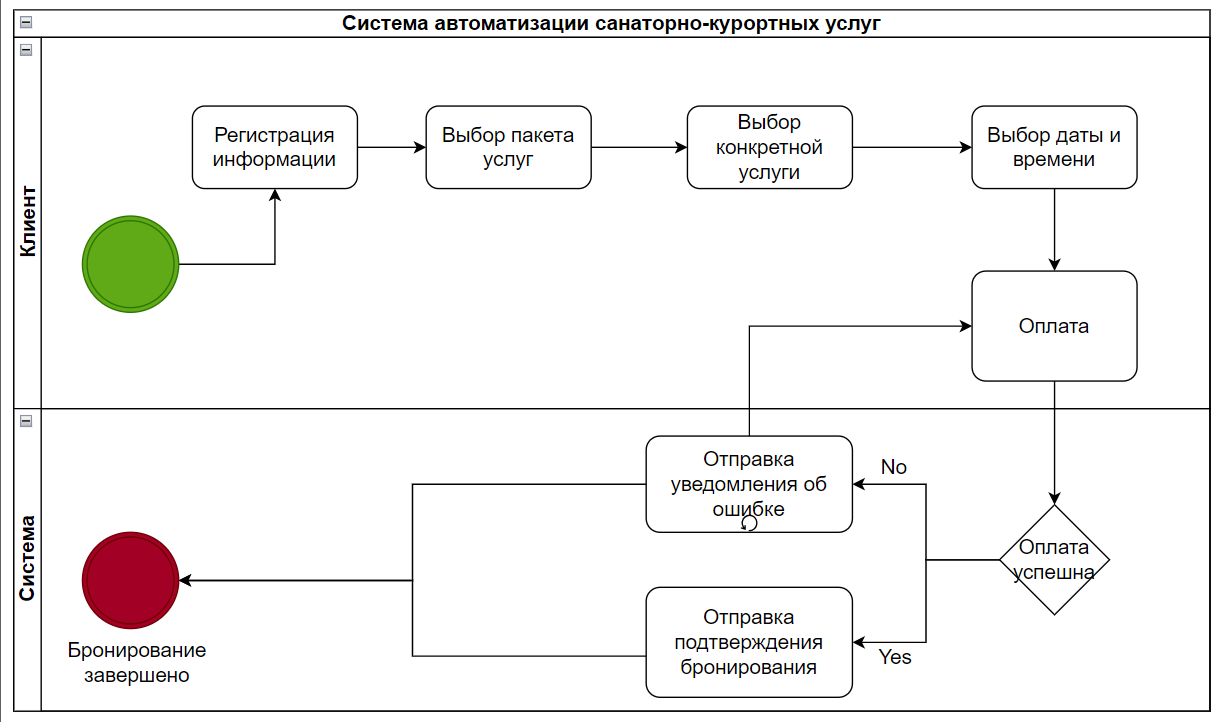 Система автоматизации санаторно-курортных услуг
Клиент
Регистрация
информации
Выбор пакета
услуг
Выбор
конкретной
услуги
Выбор даты и
времени
Оплата
Система
Отправка
уведомления об
ошибке
No
Оплата
успешна
Отправка
подтверждения
бронирования
Yes
Бронирование
завершено